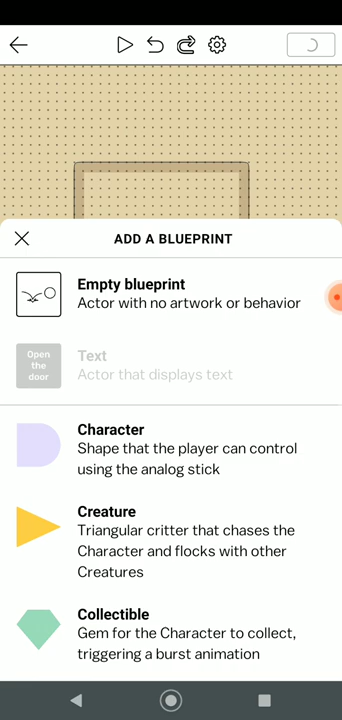 ADD A BLUEPRINT
Empty blueprint
Actor with no artwork or behavior
Open
the
door
Text
Actor that displays text
Character
Shape that the player can control
using the analog stick
Creature
Triangular critter that chases the
Character and flocks with other
Creatures
Collectible
Gem for the Character to collect,
triggering a burst animation